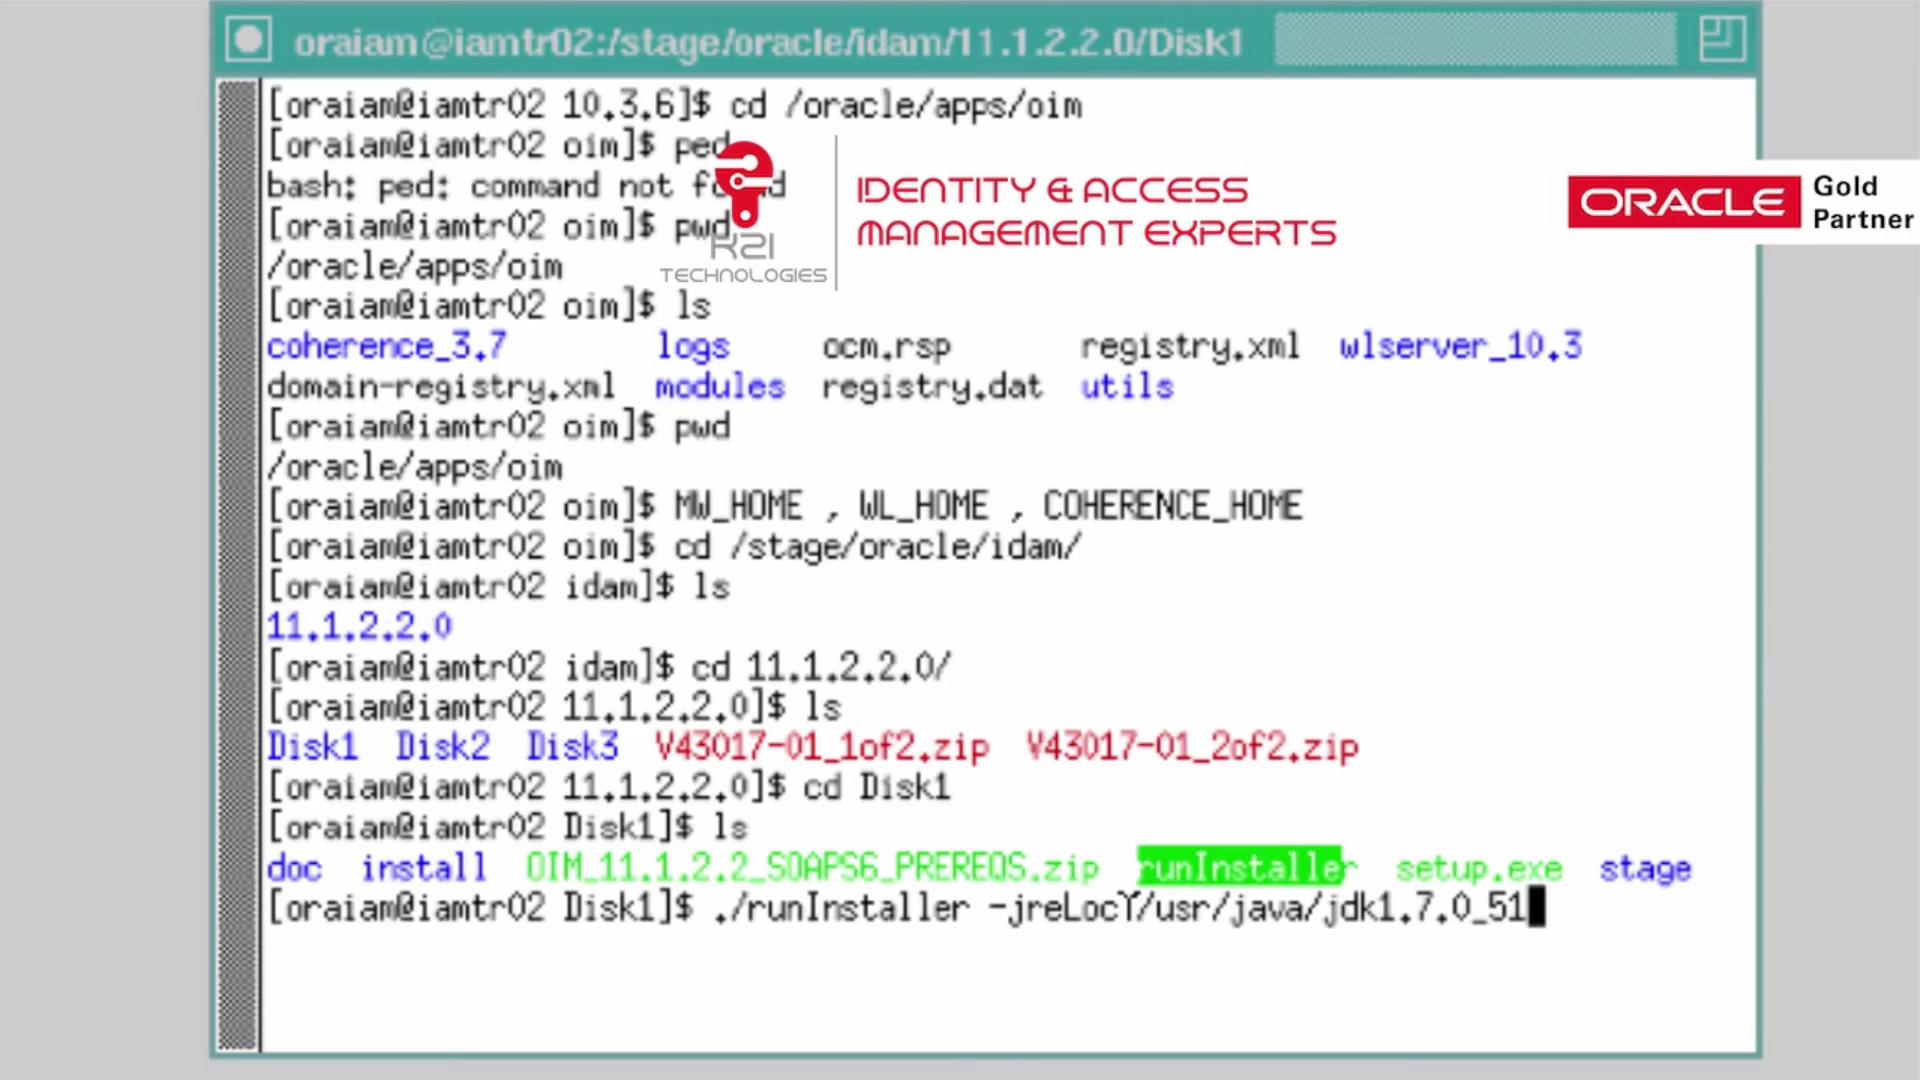 oraiam@iamtr02:/stage/oracle/idam/11.1.2.2.0/Disk1
[oraiam@iamtr02 10.3.6]$ cd /oracle/apps/oim
[oraiam@iamtr02 oim]$ ped
bash: ped: command not found
[oraiam@iamtr02 oim]$ pwd
/oracle/apps/oim
[oraiam@iamtr02 oim]$ ls
coherence_3.7 logs ocm.rsp registry.xml wlserver_10.3
domain-registry.xml modules registry.dat utils
[oraiam@iamtr02 oim]$ pwd
/oracle/apps/oim
[oraiam@iamtr02 oim]$ MW_HOME , WL_HOME , COHERENCE_HOME
[oraiam@iamtr02 oim]$ cd /stage/oracle/idam/
[oraiam@iamtr02 idam]$ ls
11.1.2.2.0
[oraiam@iamtr02 idam]$ cd 11.1.2.2.0/
[oraiam@iamtr02 11.1.2.2.0]$ ls
Disk1 Disk2 Disk3 V43017-01_1of2.zip V43017-01_2of2.zip
[oraiam@iamtr02 11.1.2.2.0]$ cd Disk1
[oraiam@iamtr02 Disk1]$ ls
doc install OIM_11.1.2.2_SOAPS6_PREREQS.zip runInstaller setup.exe stage
[oraiam@iamtr02 Disk1]$ ./runInstaller -jreLoc /usr/java/jdk1.7.0_51
K21
TECHNOLOGIES
IDENTITY & ACCESS
MANAGEMENT EXPERTS
ORACLE
Gold
Partner